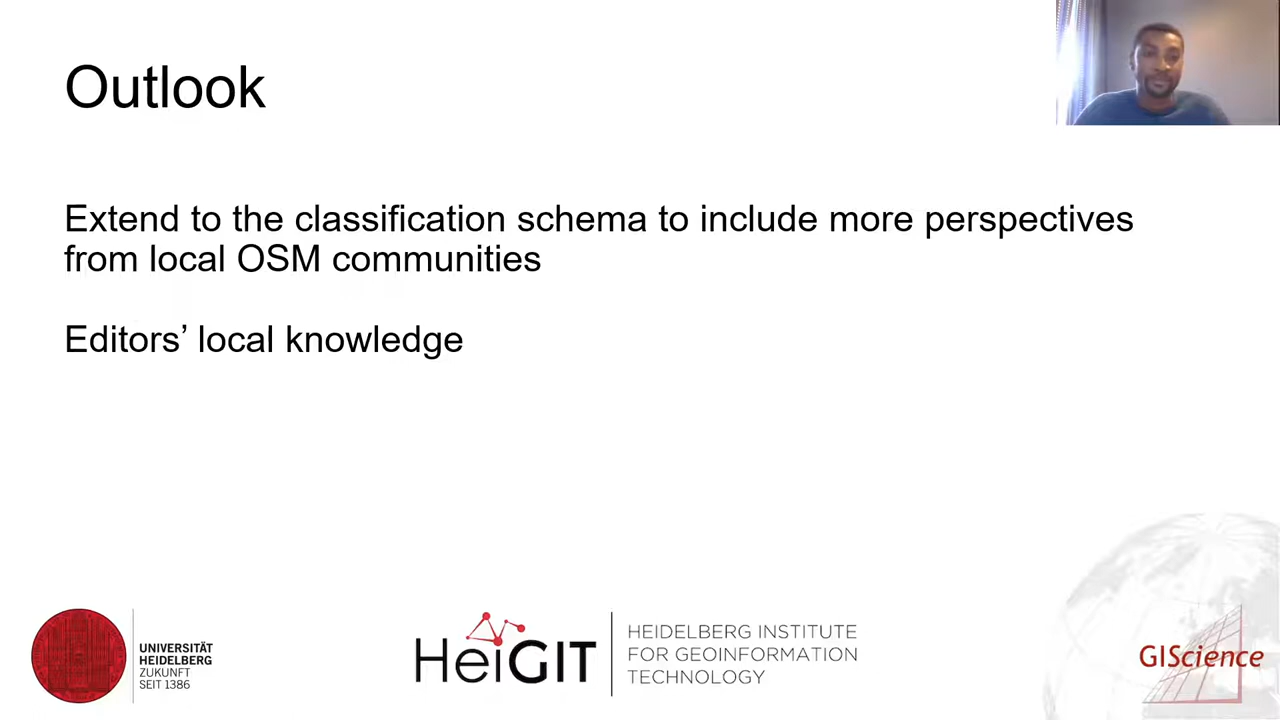 Outlook
Extend to the classification schema to include more perspectives
from local OSM communities
Editors’ local knowledge
UNIVERSITÄT
HEIDELBERG
ZUKUNFT
SEIT 1386
HeiGIT
HEIDELBERG INSTITUTE
FOR GEOINFORMATION
TECHNOLOGY
GIScience